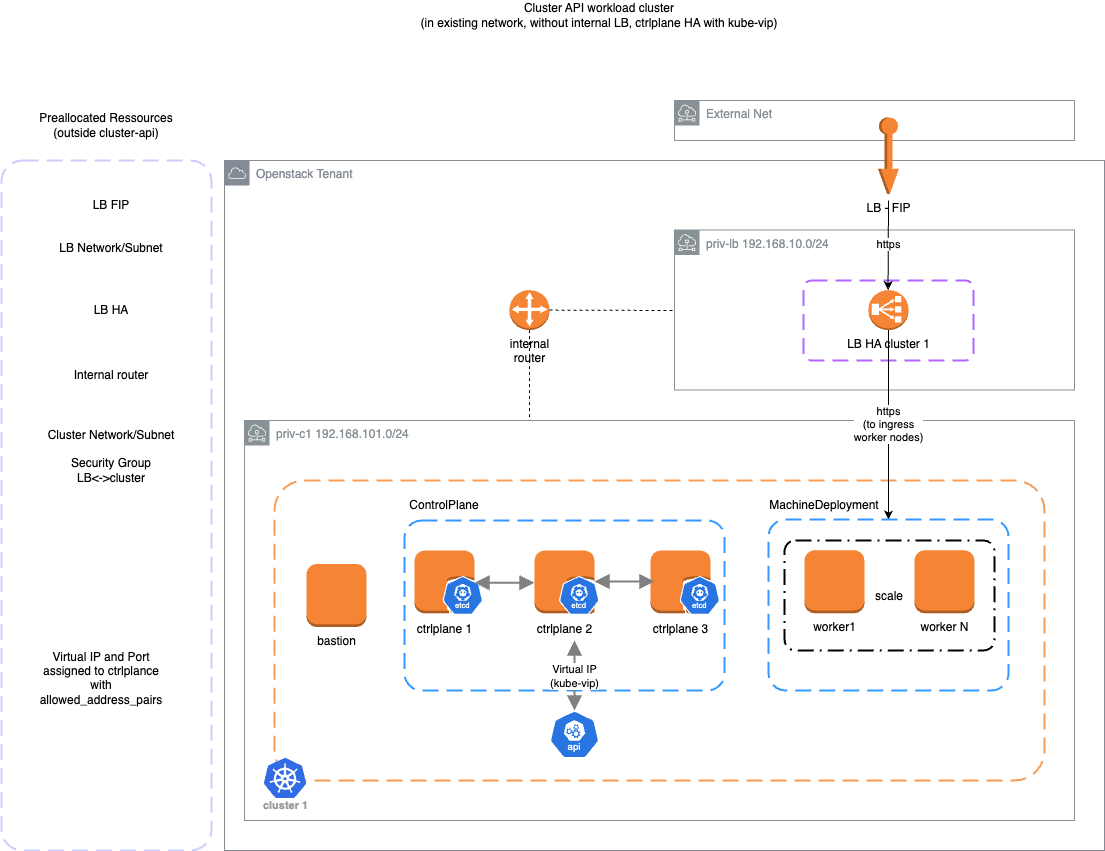 Cluster API workload cluster
(in existing network, without internal LB, ctrlplane HA with kube-vip)
Preallocated Ressources
(outside cluster-api)
LB FIP
LB Network/Subnet
LB HA
Internal router
Cluster Network/Subnet
Security Group
LB<->cluster
Virtual IP and Port
assigned to ctrlplance
with
allowed_address_pairs
External Net
Openstack Tenant
LB - FIP
priv-lb 192.168.10.0/24
https
LB HA cluster 1
internal
router
https
(to ingress
worker nodes)
priv-c1 192.168.101.0/24
ControlPlane
MachineDeployment
bastion
etcd
etcd
etcd
ctrlplane 1
ctrlplane 2
ctrlplane 3
scale
worker1
worker N
Virtual IP
(kube-vip)
api
cluster 1